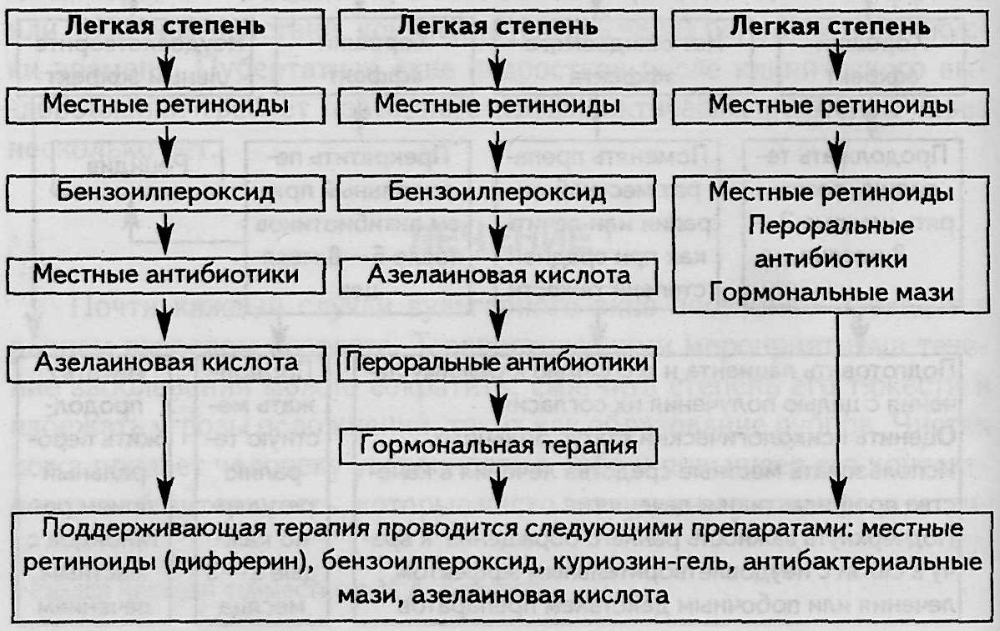 Легкая степень
Местные ретиноиды
Бензоилпероксид
Местные антибиотики
Азелаиновая кислота
Легкая степень
Местные ретиноиды
Бензоилпероксид
Азелаиновая кислота
Пероральные антибиотики
Гормональная терапия
Легкая степень
Местные ретиноиды
Местные ретиноиды
Пероральные
антибиотики
Гормональные мази
Поддерживающая терапия проводится следующими препаратами: местные
ретиноиды (дифферин), бензоилпероксид, куриозин-гель, антибактериальные
мази, азелаиновая кислота